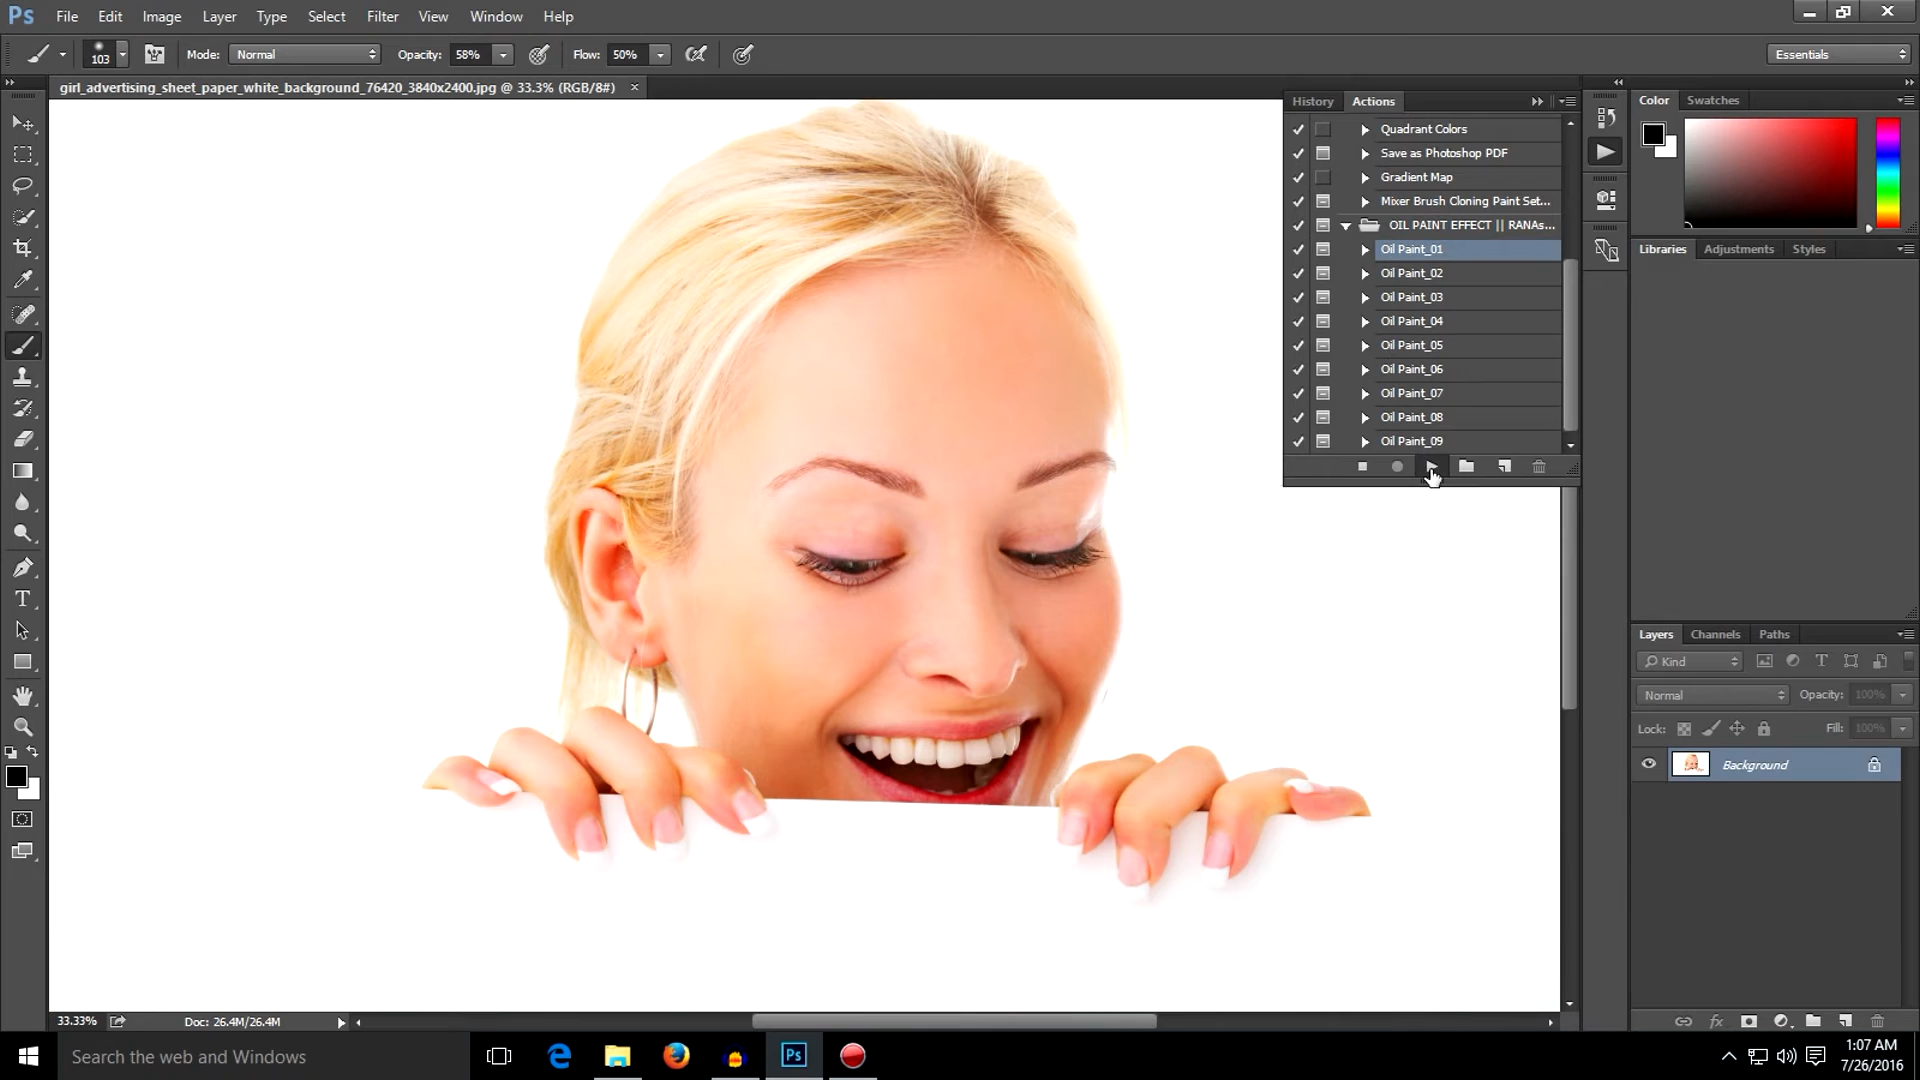 Ps File Edit Image Layer Type Select Filter View Window Help
103 Mode: Normal Opacity: 58% Flow: 50% Essentials
girl_advertising_sheet_paper_white_background_76420_3840x2400.jpg @ 33.3% (RGB/8#)
History Actions
Quadrant Colors
Save as Photoshop PDF
Gradient Map
Mixer Brush Cloning Paint Set...
OIL PAINT EFFECT || RANAs...
Oil Paint_01
Oil Paint_02
Oil Paint_03
Oil Paint_04
Oil Paint_05
Oil Paint_06
Oil Paint_07
Oil Paint_08
Oil Paint_09
Color Swatches
Libraries Adjustments Styles
Layers Channels Paths
Kind
Normal Opacity: 100%
Lock: Fill: 100%
Background
fx
33.33% Doc: 26.4M/26.4M
Search the web and Windows
Ps
1:07 AM
7/26/2016